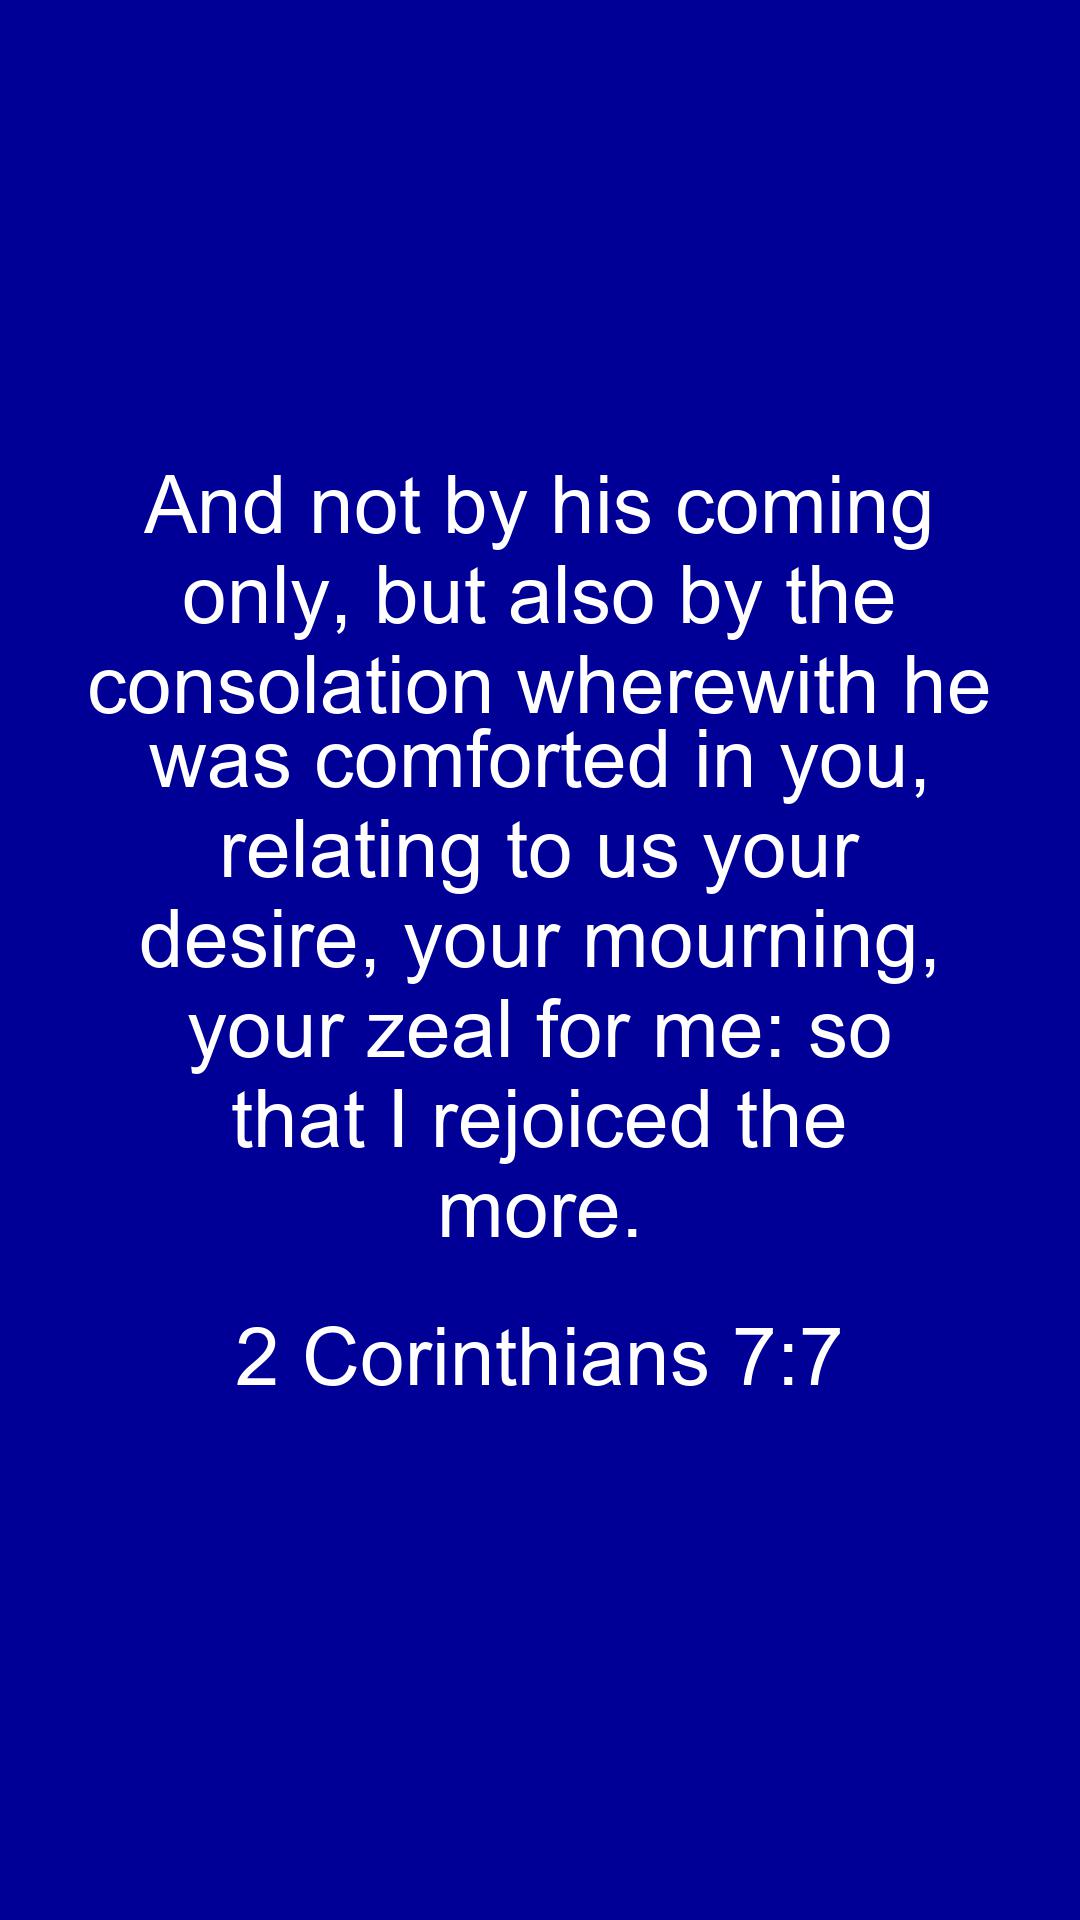 And not by his coming
only, but also by the
consolation wherewith he
was comforted in you,
relating to us your
desire, your mourning,
your zeal for me: so
that I rejoiced the
more.
2 Corinthians 7:7